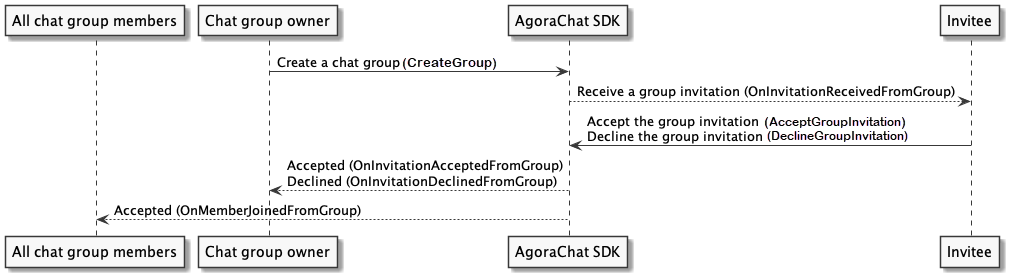 All chat group members
Chat group owner
AgoraChat SDK
Invitee
Create a chat group (CreateGroup)
Receive a group invitation (OnInvitationReceivedFromGroup)
Accept the group invitation (AcceptGroupInvitation)
Decline the group invitation (DeclineGroupInvitation)
Accepted (OnInvitationAcceptedFromGroup)
Declined (OnInvitationDeclinedFromGroup)
Accepted (OnMemberJoinedFromGroup)
All chat group members
Chat group owner
AgoraChat SDK
Invitee